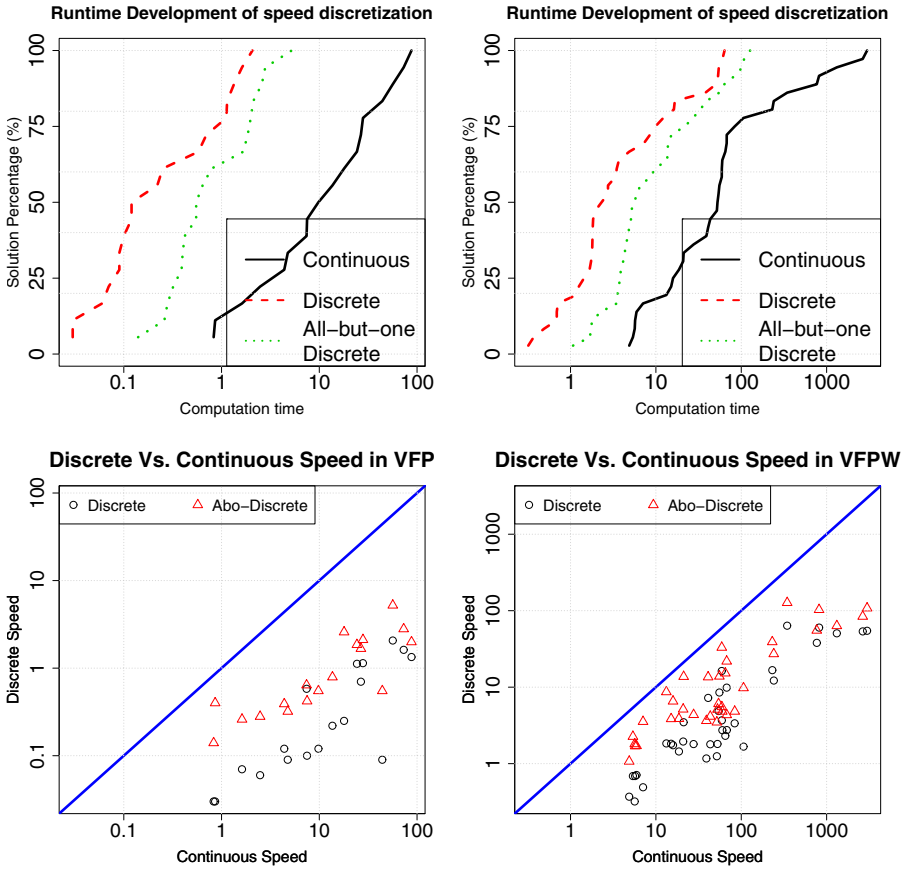 Runtime Development of speed discretization
Solution Percentage (%)
100
75
50
25
0
Continuous
Discrete
All−but−one
Discrete
0.1 1 10 100
Computation time
Runtime Development of speed discretization
Solution Percentage (%)
100
75
50
25
0
Continuous
Discrete
All−but−one
Discrete
1 10 100 1000
Computation time
Discrete Vs. Continuous Speed in VFP
Discrete Abo−Discrete
Discrete Speed
100
10
1
0.1
0.1 1 10 100
Continuous Speed
Discrete Vs. Continuous Speed in VFPW
Discrete Abo−Discrete
Discrete Speed
1000
100
10
1
1 10 100 1000
Continuous Speed